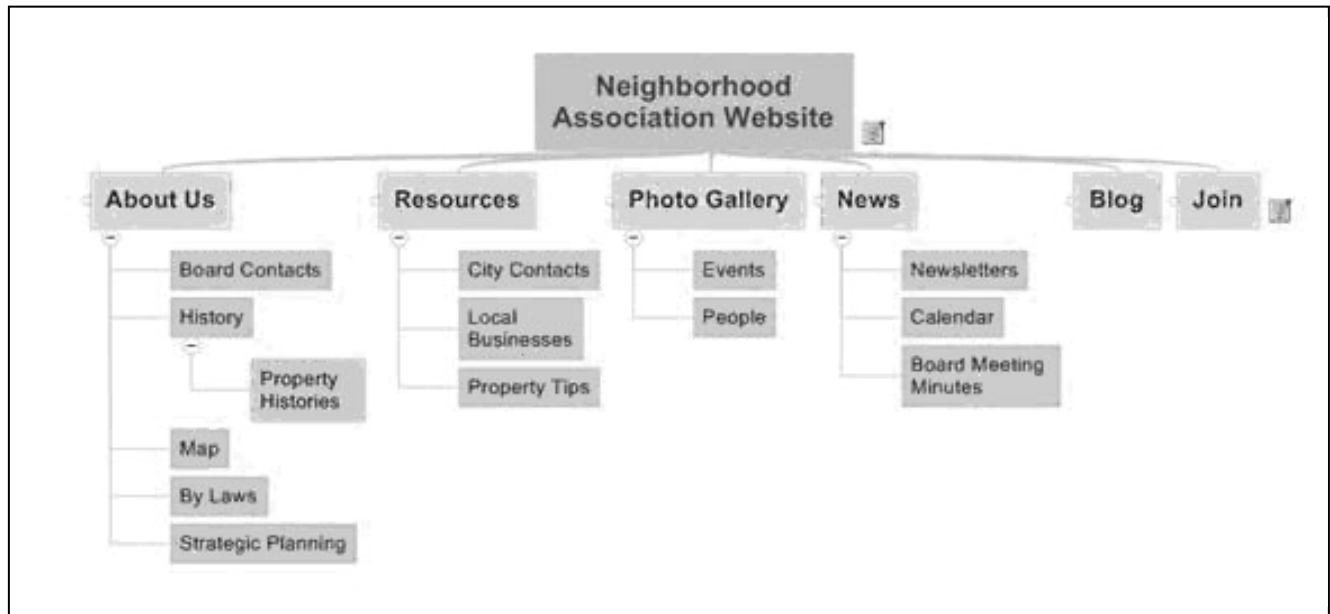 Neighborhood
Association Website
About Us
Resources
Photo Gallery
News
Blog
Join
Board Contacts
History
Property
Histories
Map
By Laws
Strategic Planning
City Contacts
Local
Businesses
Property Tips
Events
People
Newsletters
Calendar
Board Meeting
Minutes